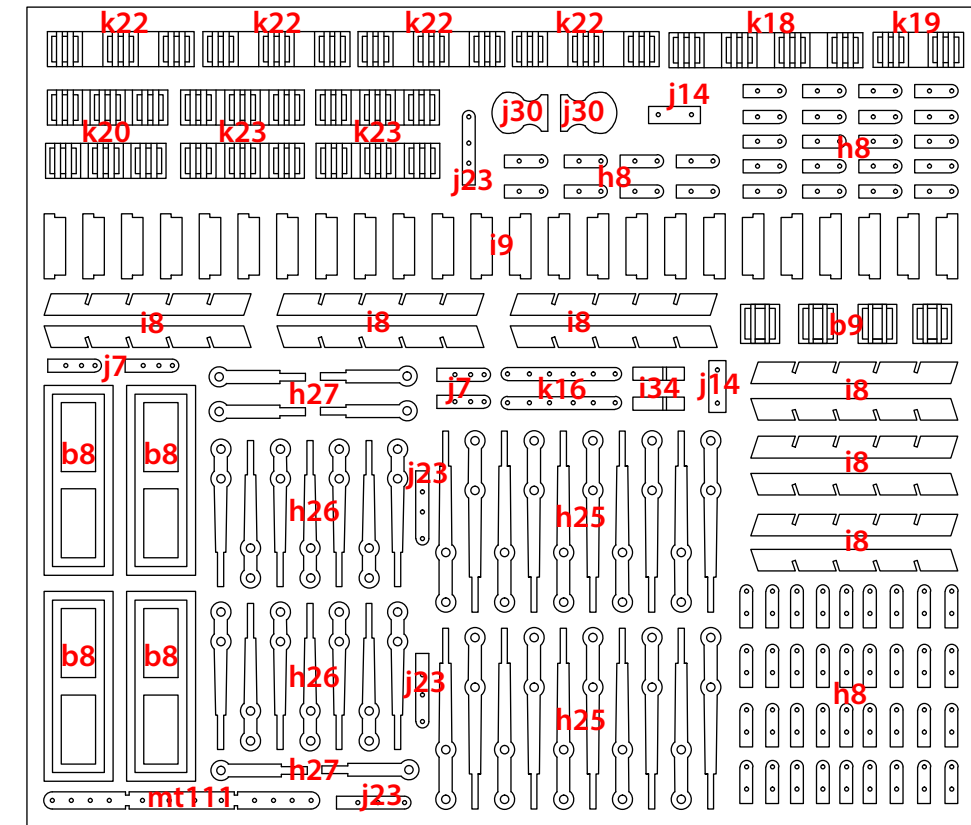 k22 k22 k22 k22 k18 k19
j30 j30 j14
k20 k23 k23 j23 h8 h8
i9
i8 i8 i8 b9
j7 h27 j7 k16 i34 j14 i8
b8 b8 j23 i8
h26 h25
i8
b8 b8 h26 j23 h8
h25
h27
mt111 j23